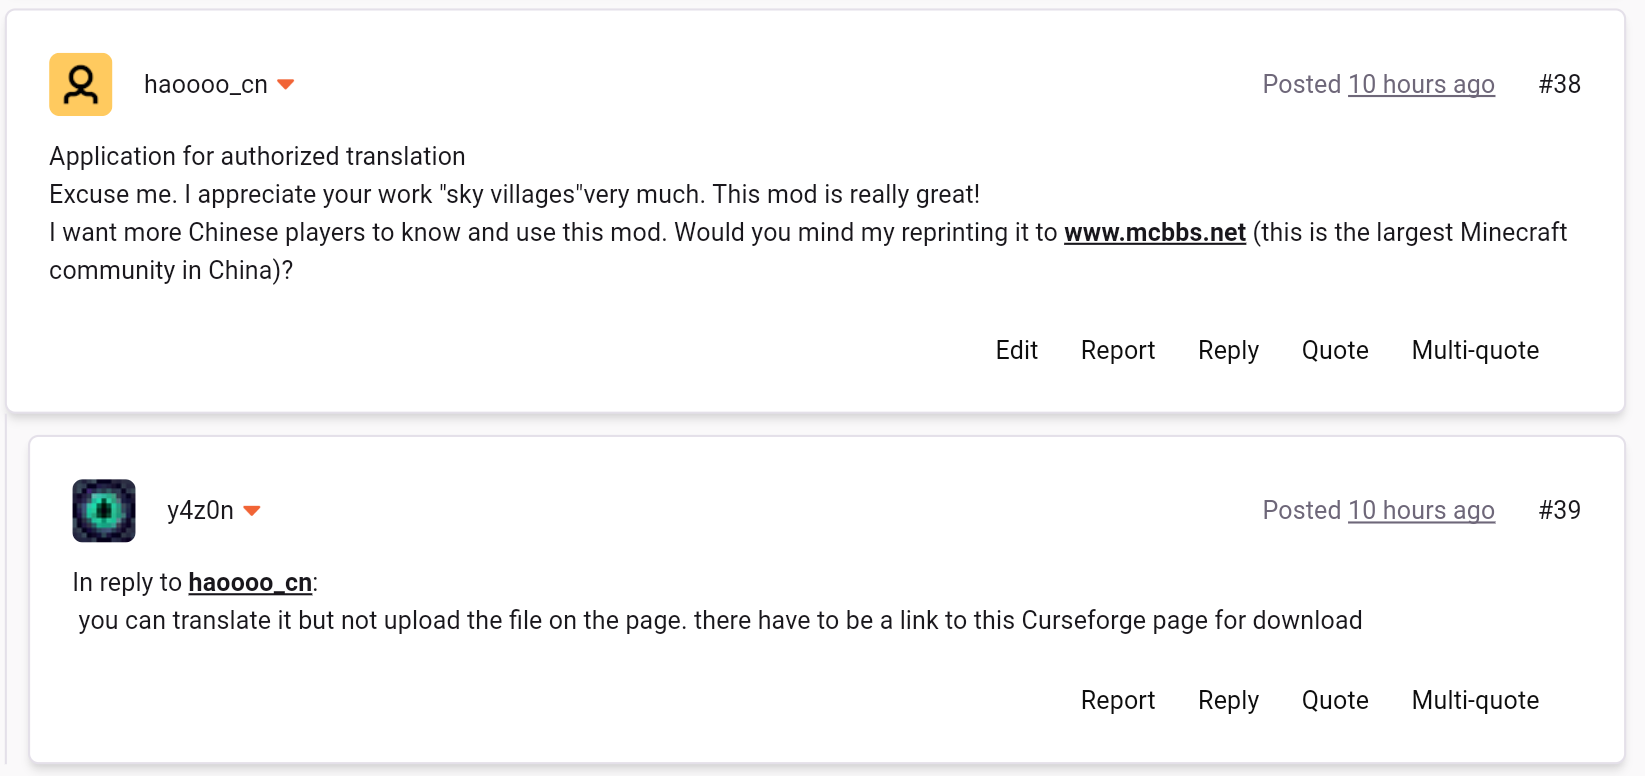 haoooo_cn
Posted 10 hours ago #38
Application for authorized translation
Excuse me. I appreciate your work "sky villages"very much. This mod is really great!
I want more Chinese players to know and use this mod. Would you mind my reprinting it to www.mcbbs.net (this is the largest Minecraft
community in China)?
Edit Report Reply Quote Multi-quote
y4z0n
Posted 10 hours ago #39
In reply to haoooo_cn:
you can translate it but not upload the file on the page. there have to be a link to this Curseforge page for download
Report Reply Quote Multi-quote